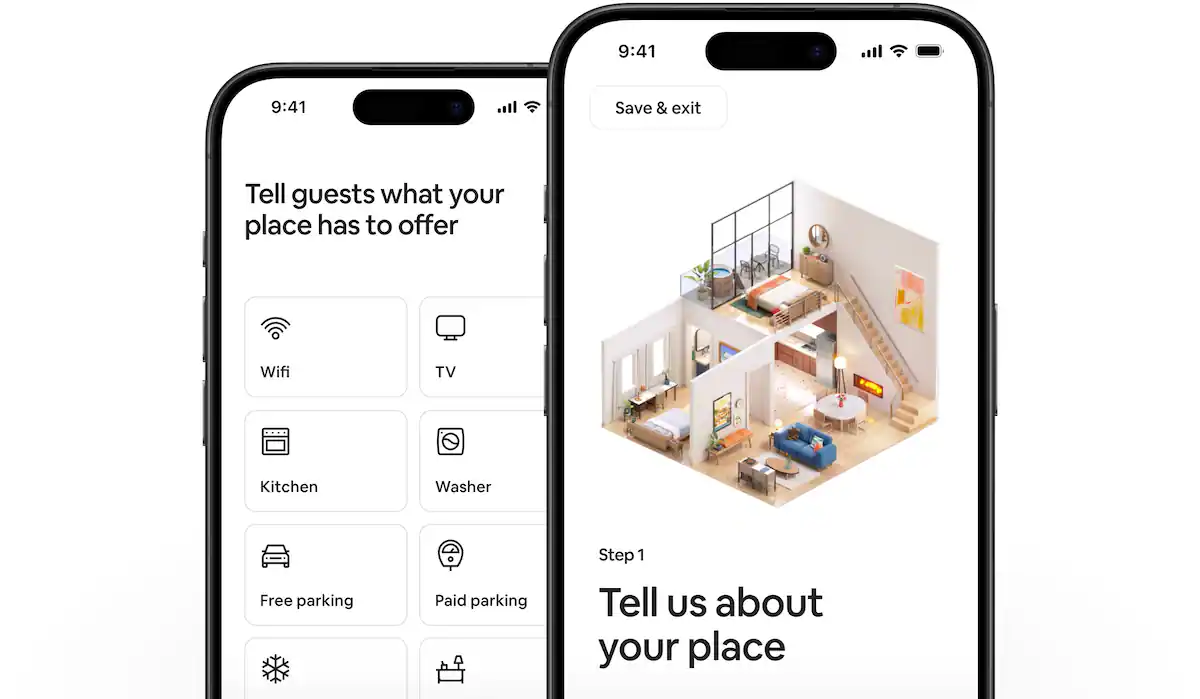 9:41
Tell guests what your
place has to offer
Wifi
TV
Kitchen
Washer
Free parking
Paid parking
9:41
Save & exit
Step 1
Tell us about
your place